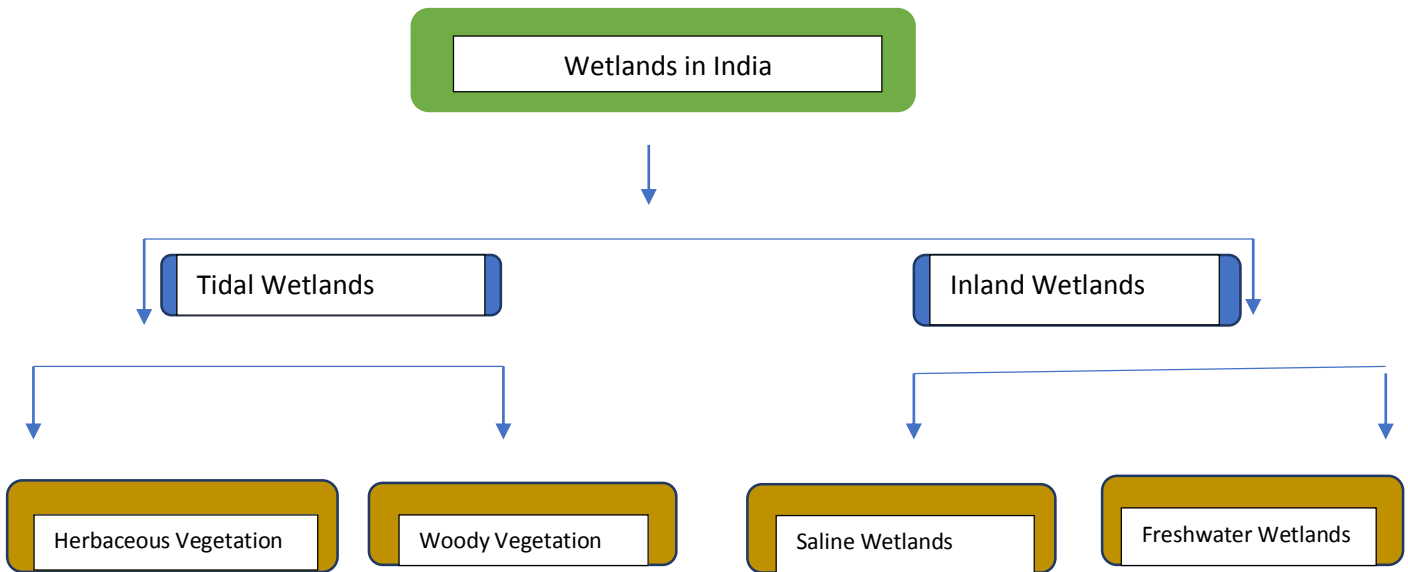 Wetlands in India
Tidal Wetlands
Inland Wetlands
Herbaceous Vegetation
Woody Vegetation
Saline Wetlands
Freshwater Wetlands